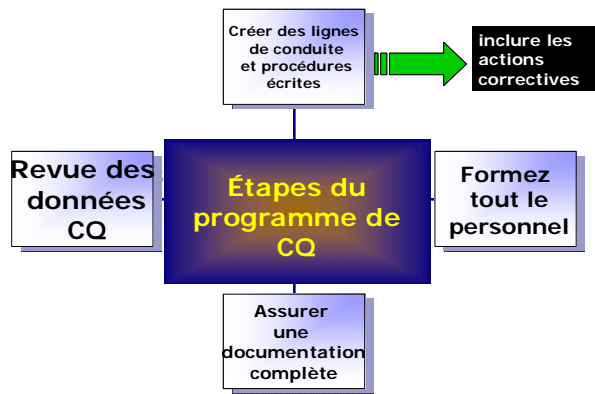 Créer des lignes
de conduite
et procédures
écrites
inclure les
actions
correctives
Revue des
données
CQ
Étapes du
programme de
CQ
Formez
tout le
personnel
Assurer
une
documentation
complète